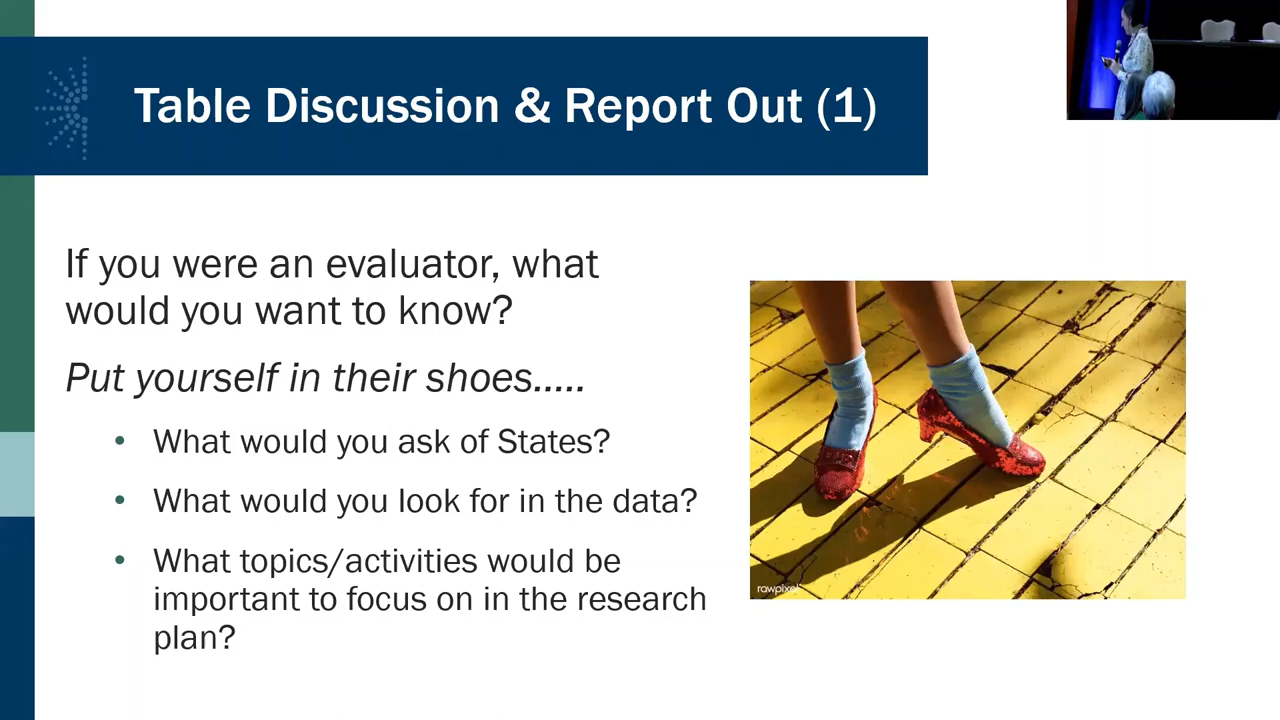 Table Discussion & Report Out (1)
If you were an evaluator, what
would you want to know?
Put yourself in their shoes.....
• What would you ask of States?
• What would you look for in the data?
• What topics/activities would be
important to focus on in the research
plan?
rawpixel